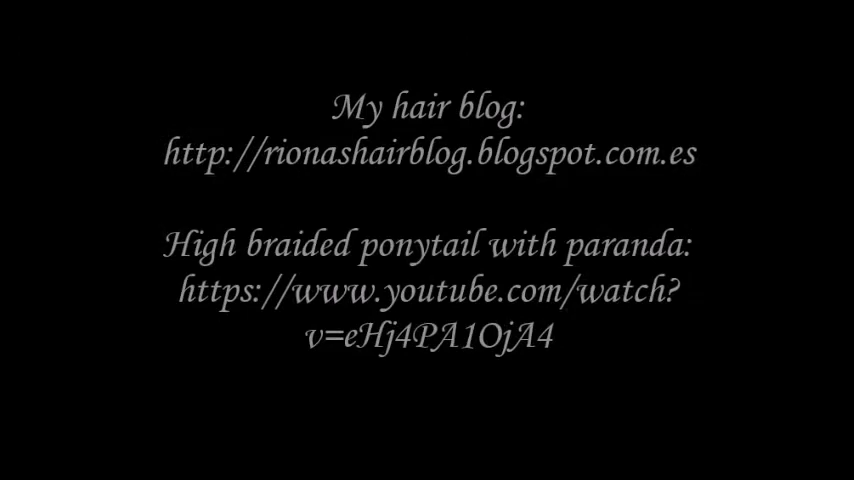 My hair blog:
http://rionashairblog.blogspot.com.es
High braided ponytail with paranda:
https://www.youtube.com/watch?
v=eHj4PA1OjA4